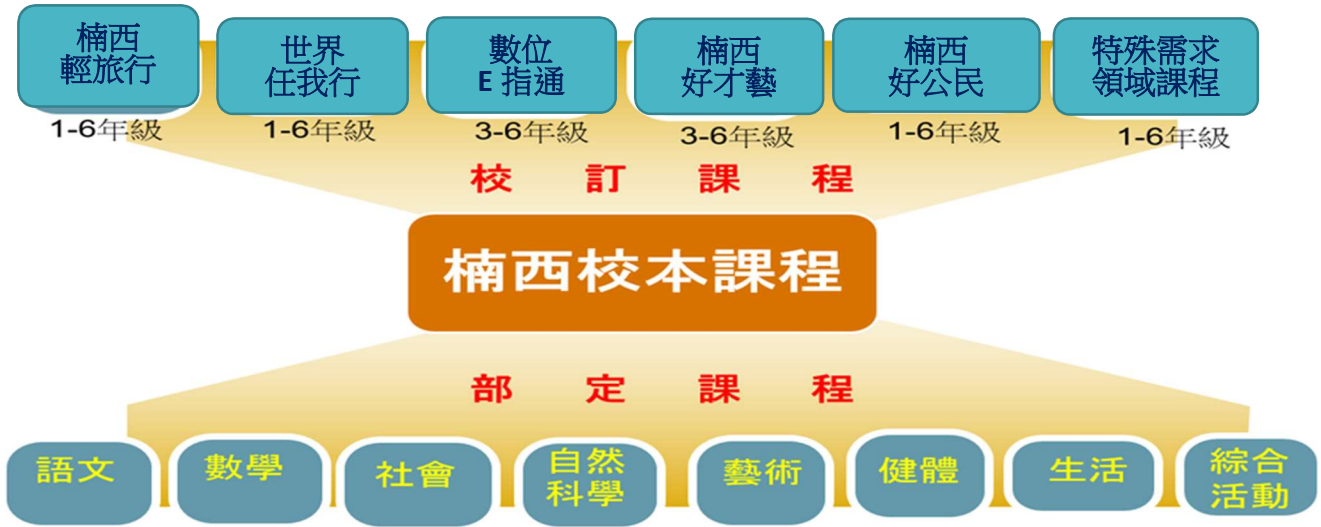 楠西
輕旅行
世界
任我行
數位
E 指通
楠西
好才藝
楠西
好公民
特殊需求
領域課程
1-6年級
1-6年級
3-6年級
3-6年級
1-6年級
1-6年級
校 訂 課 程
楠西校本課程
部 定 課 程
語文
數學
社會
自然
科學
藝術
健體
生活
綜合
活動